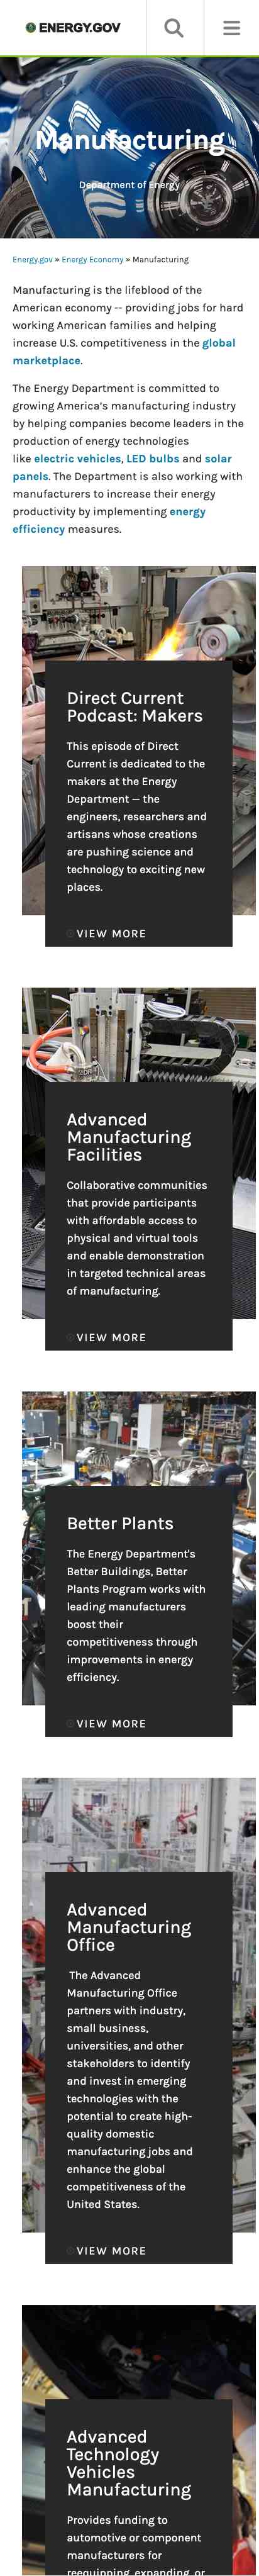 ENERGY.GOV
Manufacturing
Department of Energy
Energy.gov » Energy Economy » Manufacturing
Manufacturing is the lifeblood of the
American economy -- providing jobs for hard
working American families and helping
increase U.S. competitiveness in the global
marketplace.
The Energy Department is committed to
growing America’s manufacturing industry
by helping companies become leaders in the
production of energy technologies
like electric vehicles, LED bulbs and solar
panels. The Department is also working with
manufacturers to increase their energy
productivity by implementing energy
efficiency measures.
Direct Current
Podcast: Makers
This episode of Direct
Current is dedicated to the
makers at the Energy
Department — the
engineers, researchers and
artisans whose creations
are pushing science and
technology to exciting new
places.
VIEW MORE
Advanced
Manufacturing
Facilities
Collaborative communities
that provide participants
with affordable access to
physical and virtual tools
and enable demonstration
in targeted technical areas
of manufacturing.
VIEW MORE
Better Plants
The Energy Department's
Better Buildings, Better
Plants Program works with
leading manufacturers
boost their
competitiveness through
improvements in energy
efficiency.
VIEW MORE
Advanced
Manufacturing
Office
The Advanced
Manufacturing Office
partners with industry,
small business,
universities, and other
stakeholders to identify
and invest in emerging
technologies with the
potential to create high-
quality domestic
manufacturing jobs and
enhance the global
competitiveness of the
United States.
VIEW MORE
Advanced
Technology
Vehicles
Manufacturing
Provides funding to
automotive or component
manufacturers for
reequipping, expanding, or